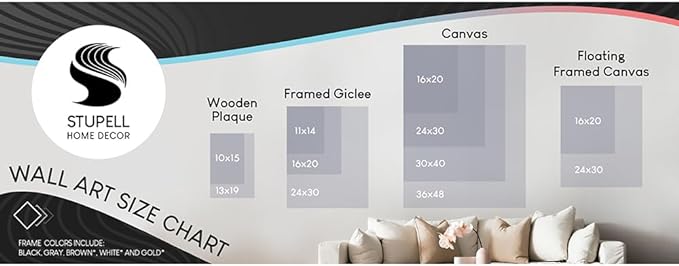 STUPELL
HOME DECOR
WALL ART SIZE CHART
FRAME COLORS INCLUDE:
BLACK, GRAY, BROWN*, WHITE* AND GOLD*
Wooden
Plaque
10x15
13x19
Framed Giclee
11x14
16x20
24x30
Canvas
16x20
24x30
30x40
36x48
Floating
Framed Canvas
16x20
24x30